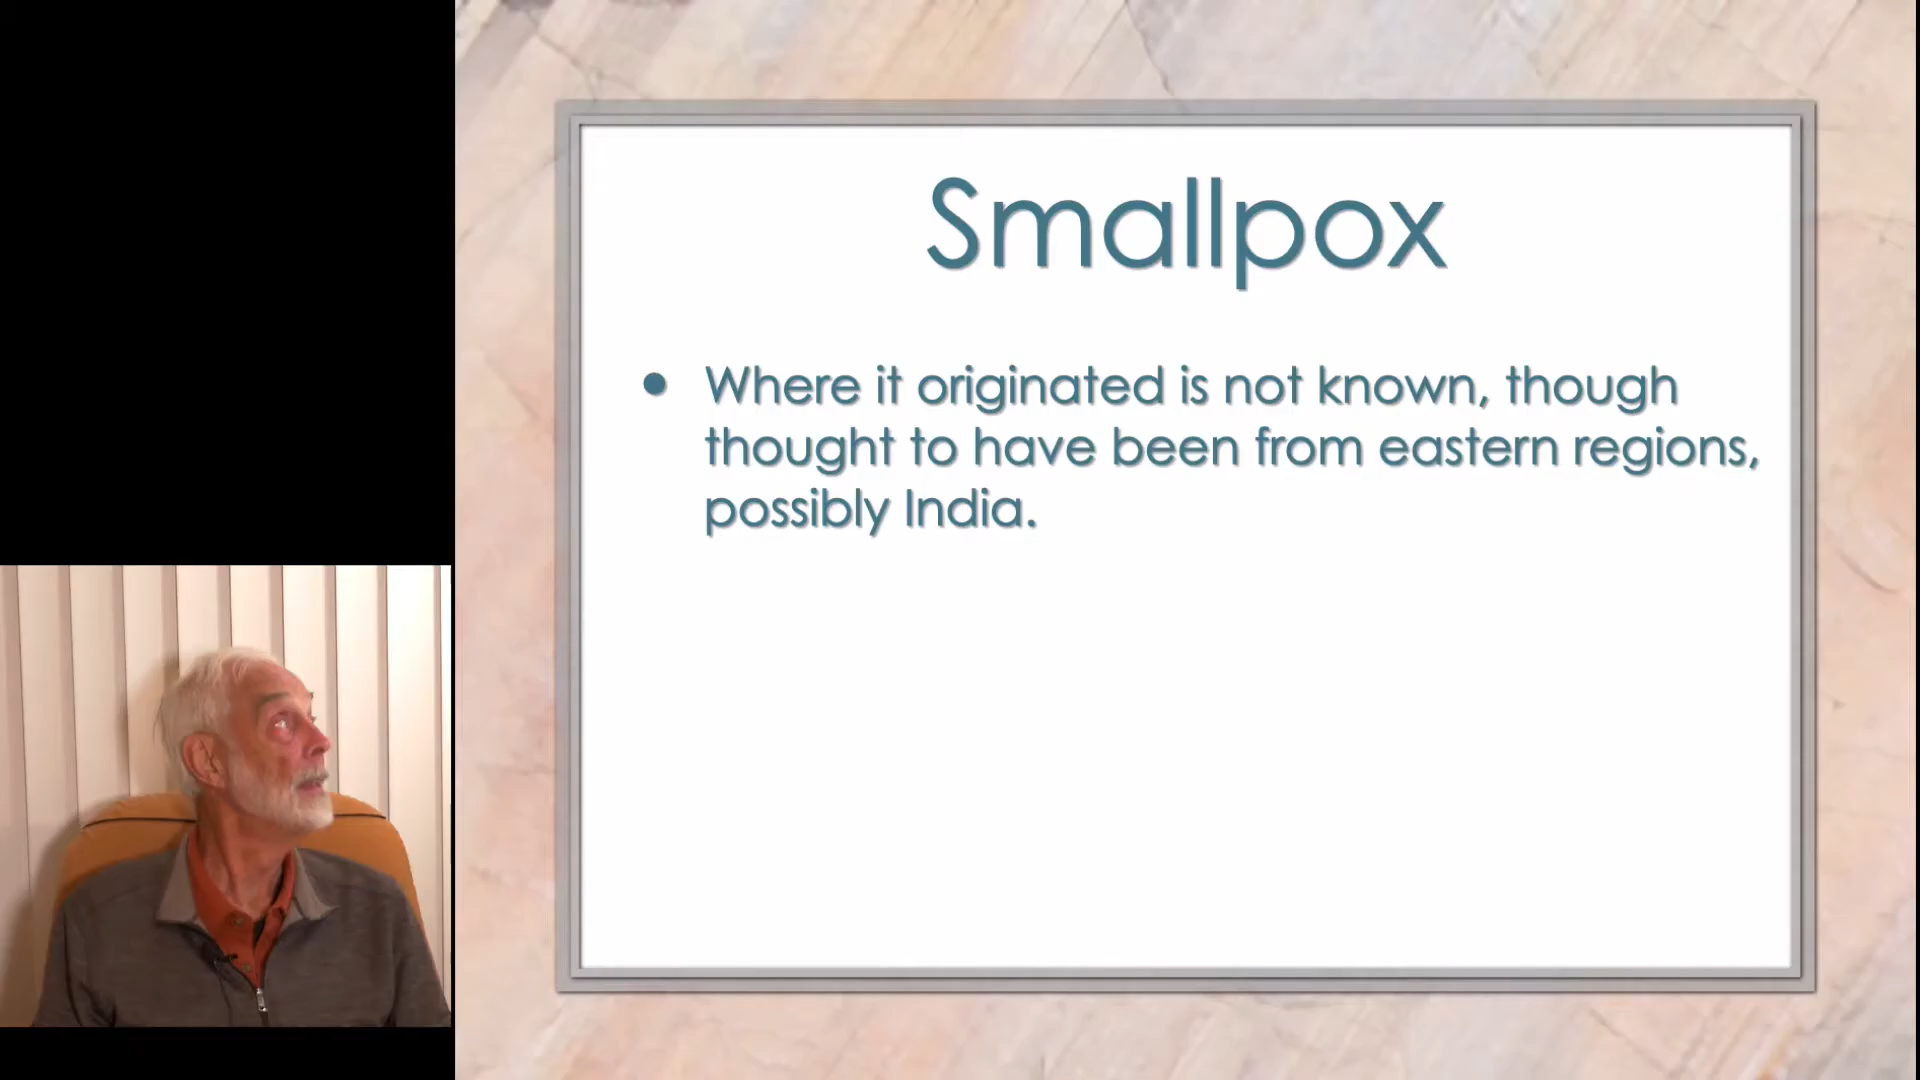 Smallpox
• Where it originated is not known, though
thought to have been from eastern regions,
possibly India.